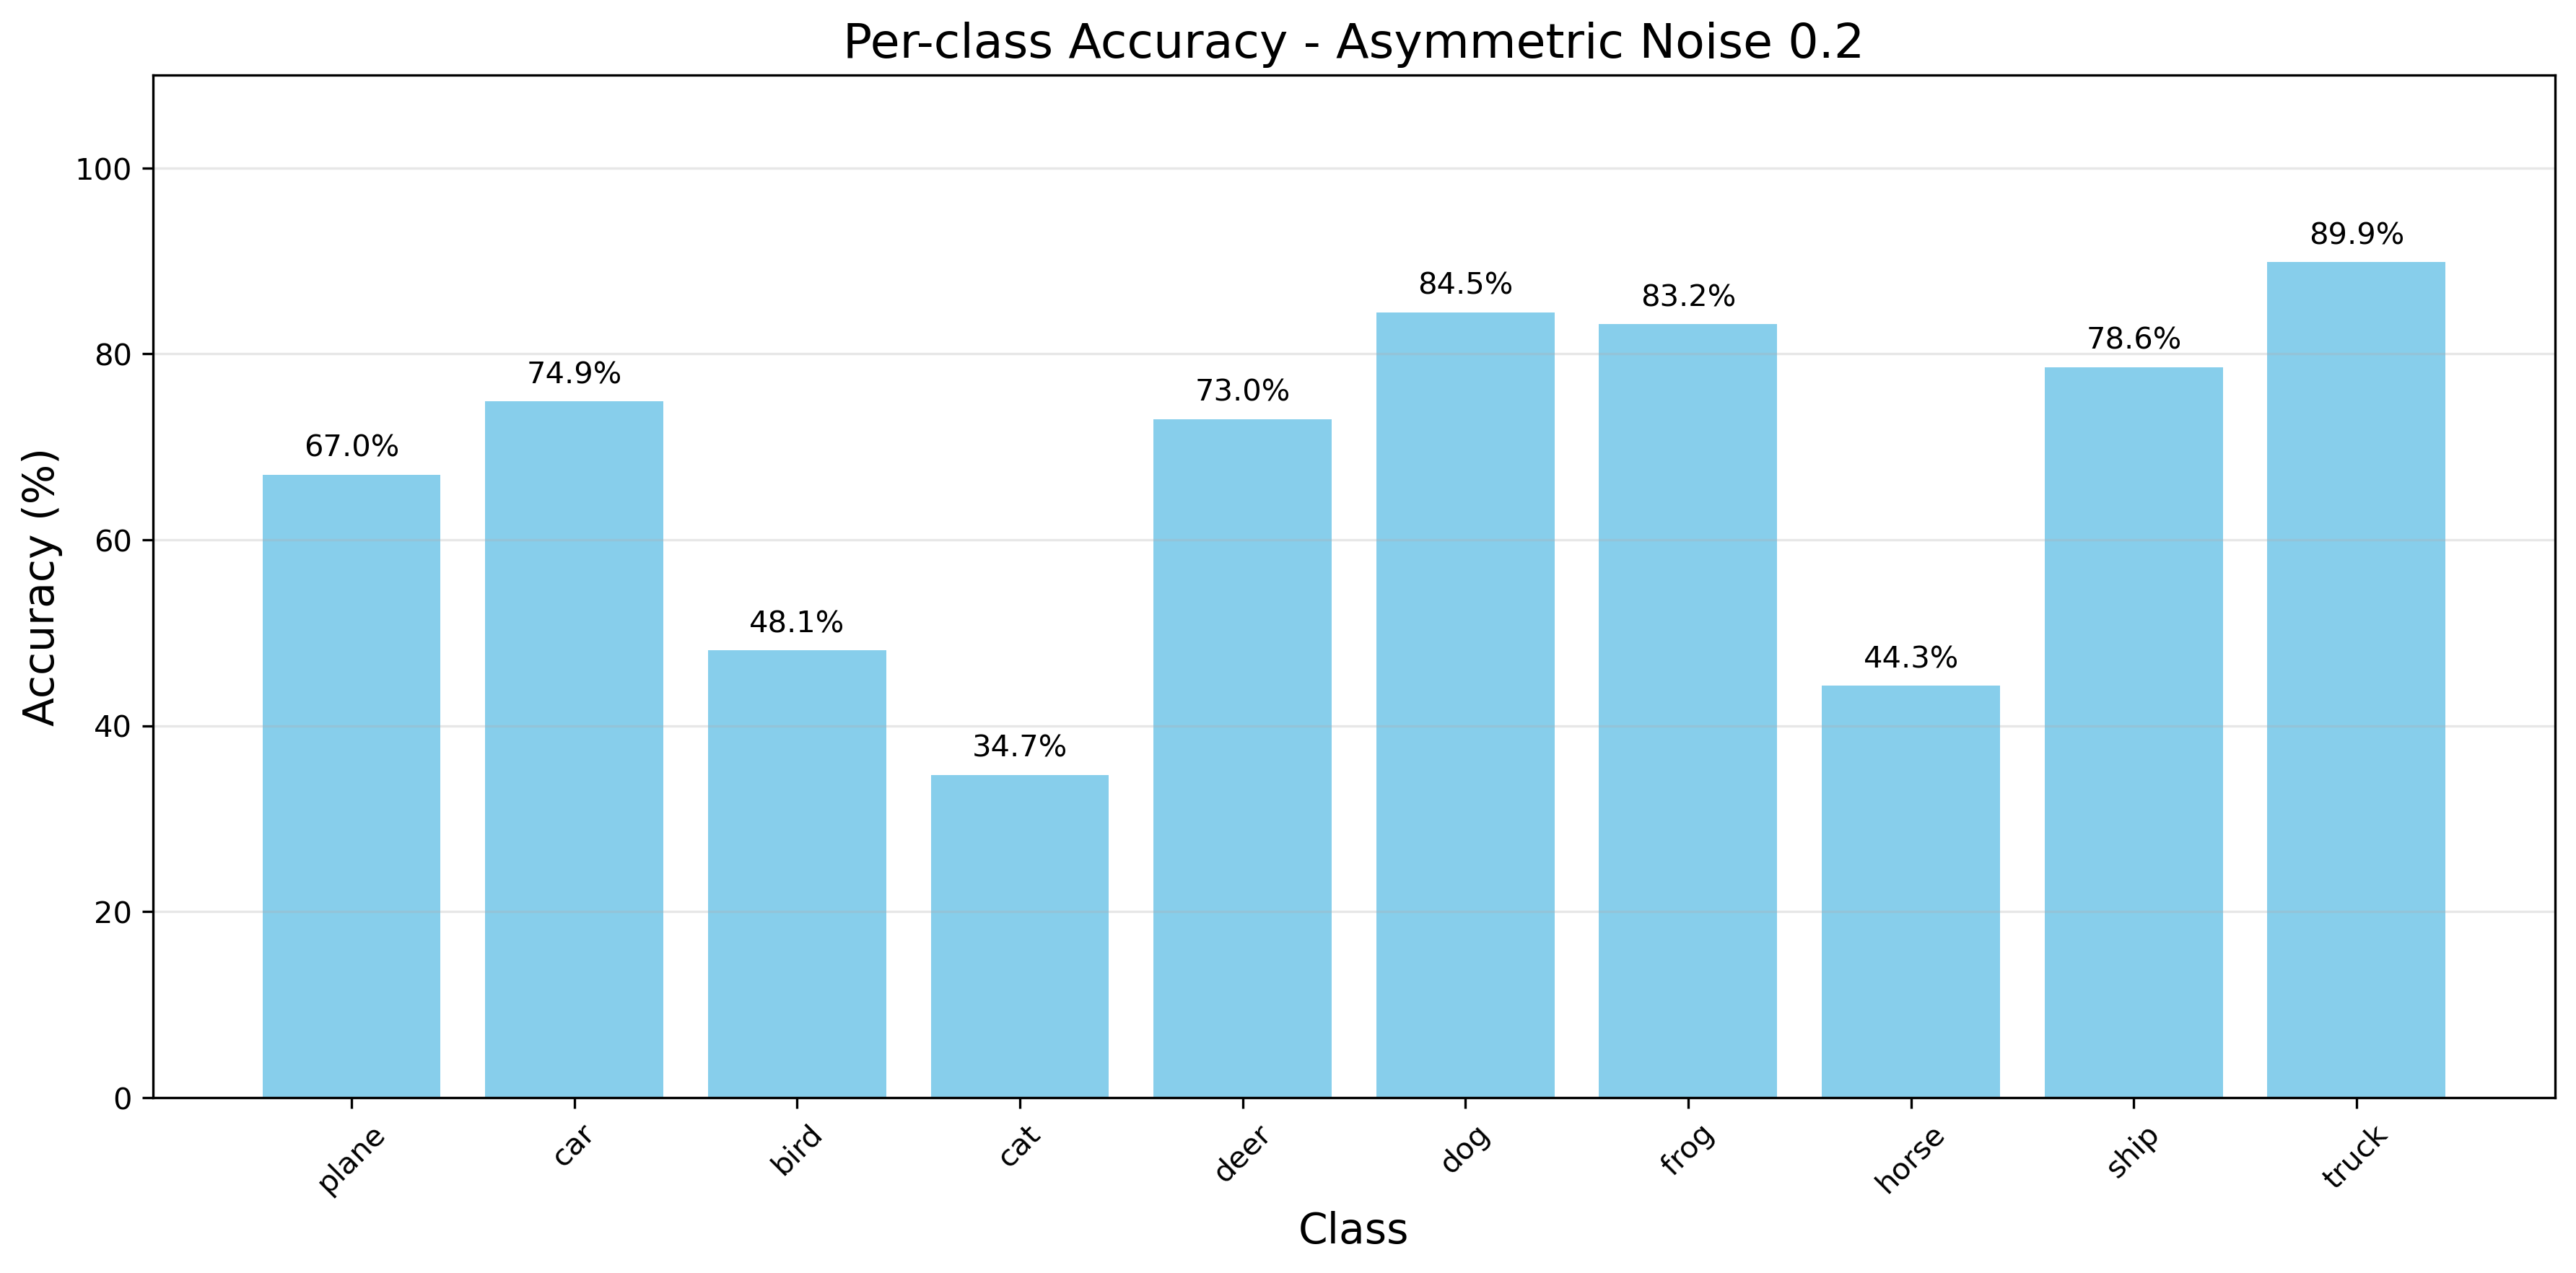 Per-class Accuracy - Asymmetric Noise 0.2
Accuracy (%)
100
80
60
40
20
0
67.0%
74.9%
48.1%
34.7%
73.0%
84.5%
83.2%
44.3%
78.6%
89.9%
plane
car
bird
cat
deer
dog
frog
horse
ship
truck
Class